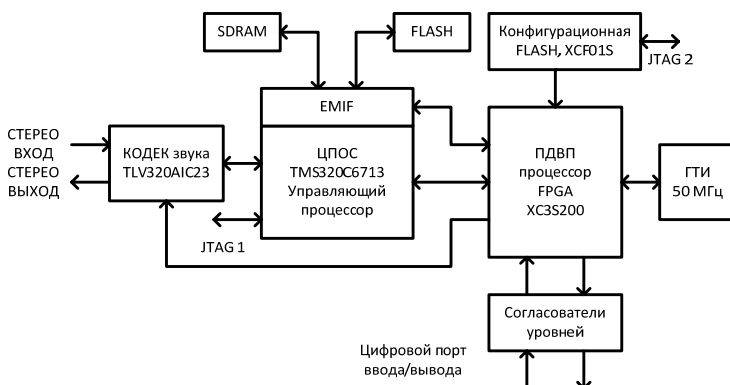 SDRAM
FLASH
Конфигурационная
FLASH, XCF01S
JTAG 2
EMIF
СТЕРЕО
ВХОД
СТЕРЕО
ВЫХОД
КОДЕК звука
TLV320AIC23
ЦПОС
TMS320C6713
Управляющий
процессор
ПДВП
процессор
FPGA
XC3S200
ГТИ
50 МГц
JTAG 1
Согласователи
уровней
Цифровой порт
ввода/вывода